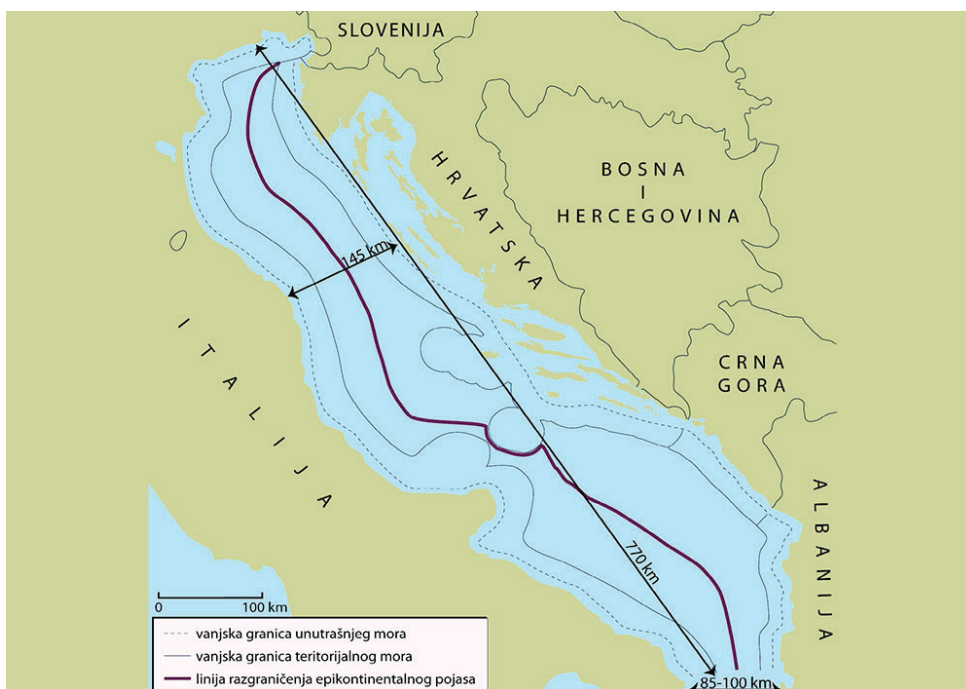 SLOVENIJA
HRVATSKA
BOSNA
I
HERCEGOVINA
145 km
ITALIJA
CRNA
GORA
ALBANIJA
770 km
0 100 km
85-100 km
vanjska granica unutrašnjeg mora
vanjska granica teritorijalnog mora
linija razgraničenja epikontinentalnog pojasa